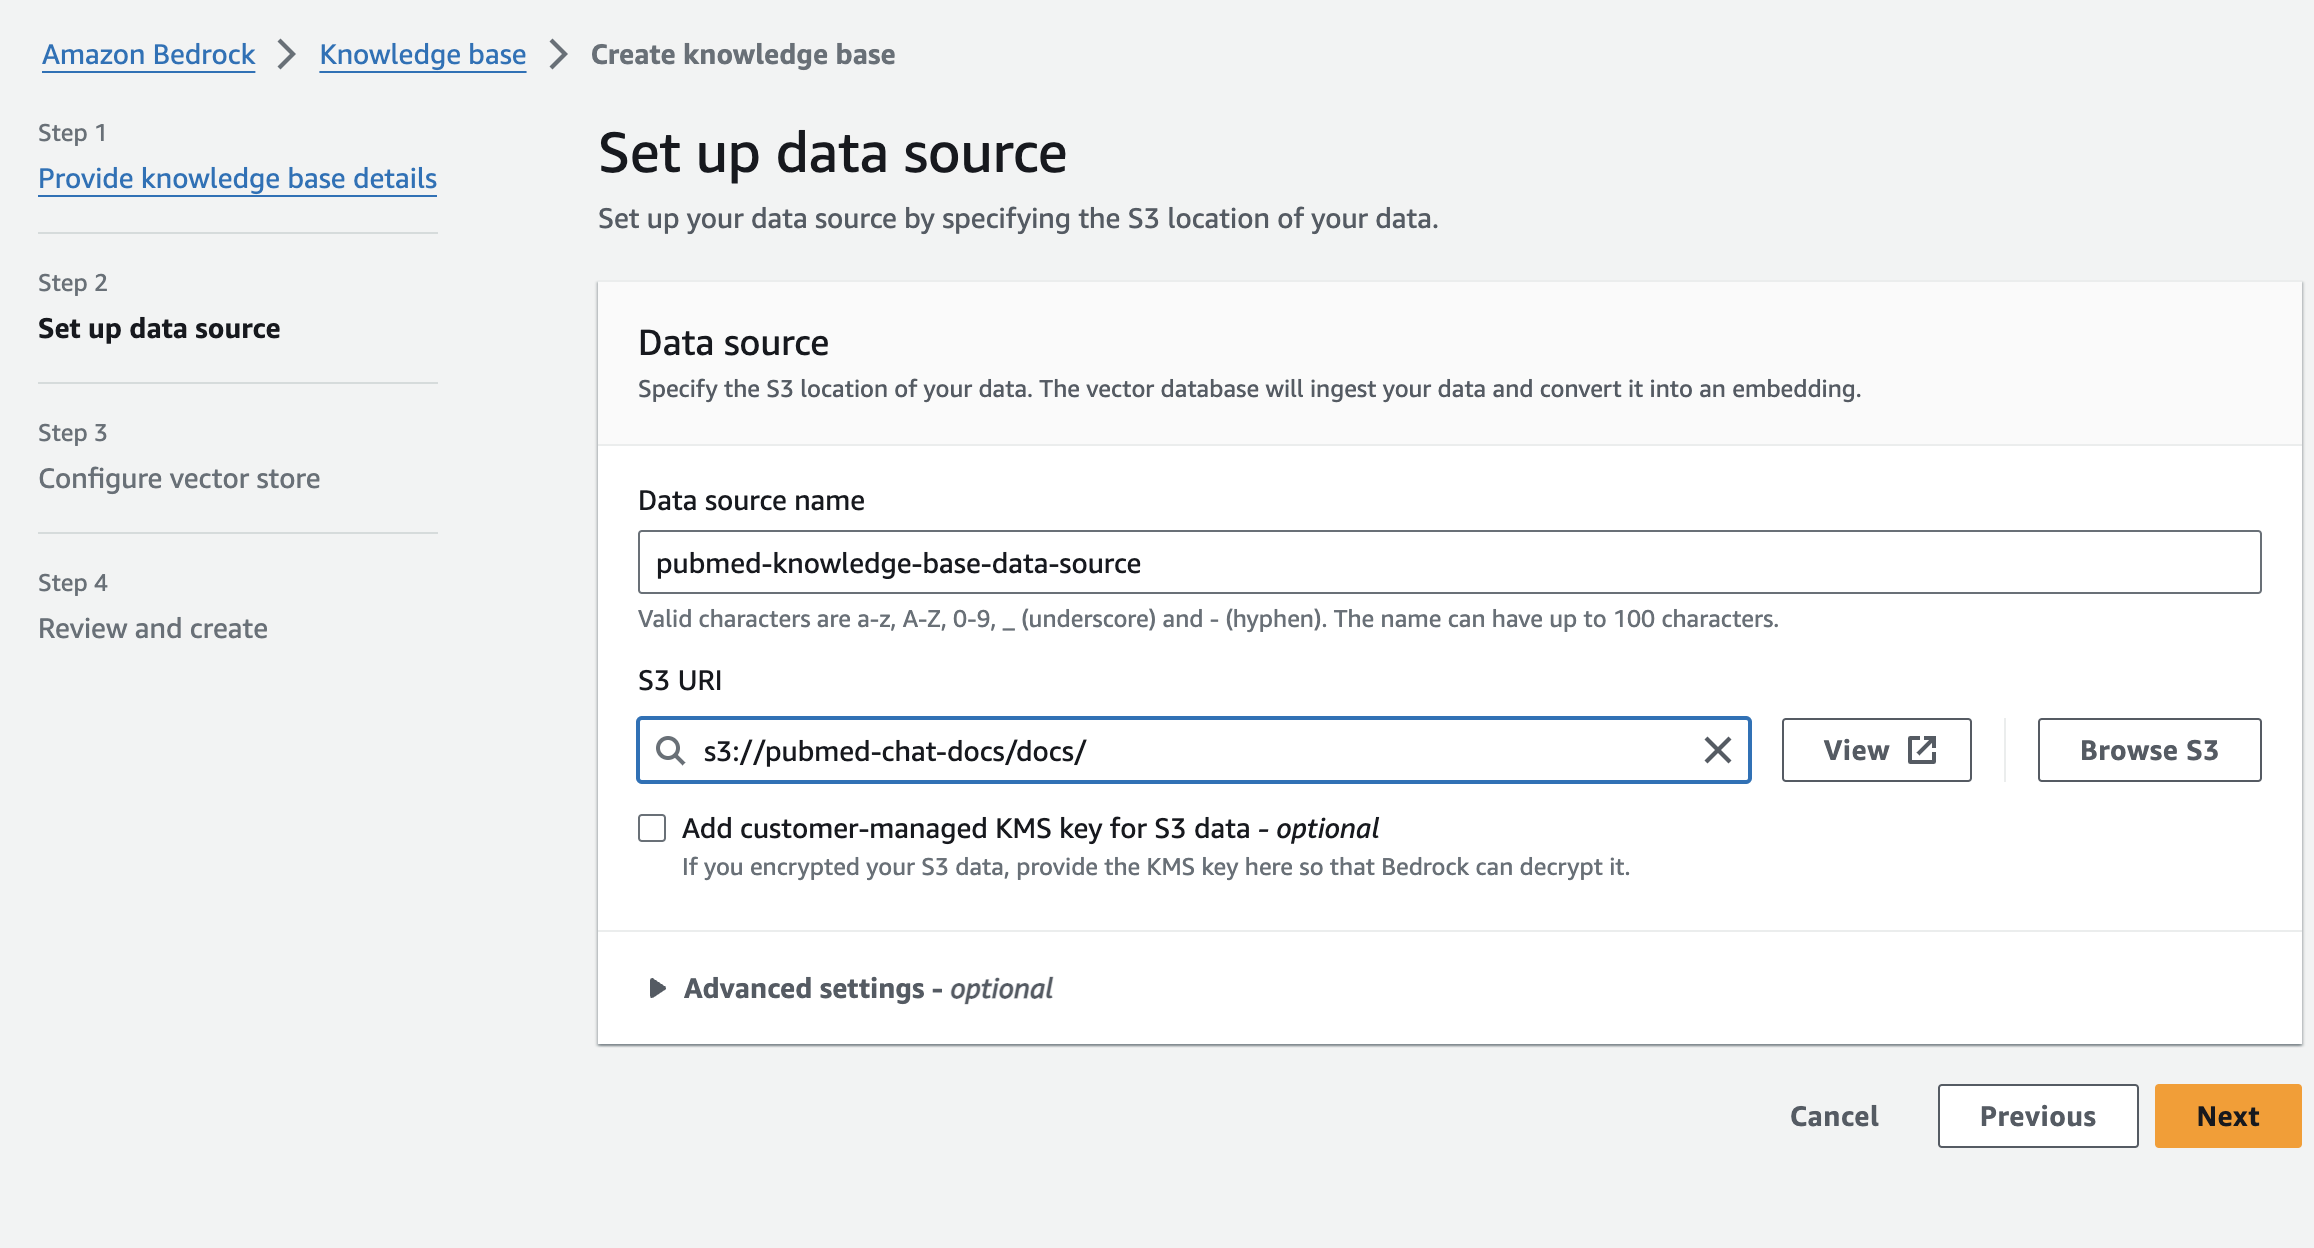 Amazon Bedrock > Knowledge base > Create knowledge base
Step 1
Provide knowledge base details
Step 2
Set up data source
Step 3
Configure vector store
Step 4
Review and create
Set up data source
Set up your data source by specifying the S3 location of your data.
Data source
Specify the S3 location of your data. The vector database will ingest your data and convert it into an embedding.
Data source name
pubmed-knowledge-base-data-source
Valid characters are a-z, A-Z, 0-9, _ (underscore) and - (hyphen). The name can have up to 100 characters.
S3 URI
s3://pubmed-chat-docs/docs/
View
Browse S3
Add customer-managed KMS key for S3 data - optional
If you encrypted your S3 data, provide the KMS key here so that Bedrock can decrypt it.
Advanced settings - optional
Cancel
Previous
Next